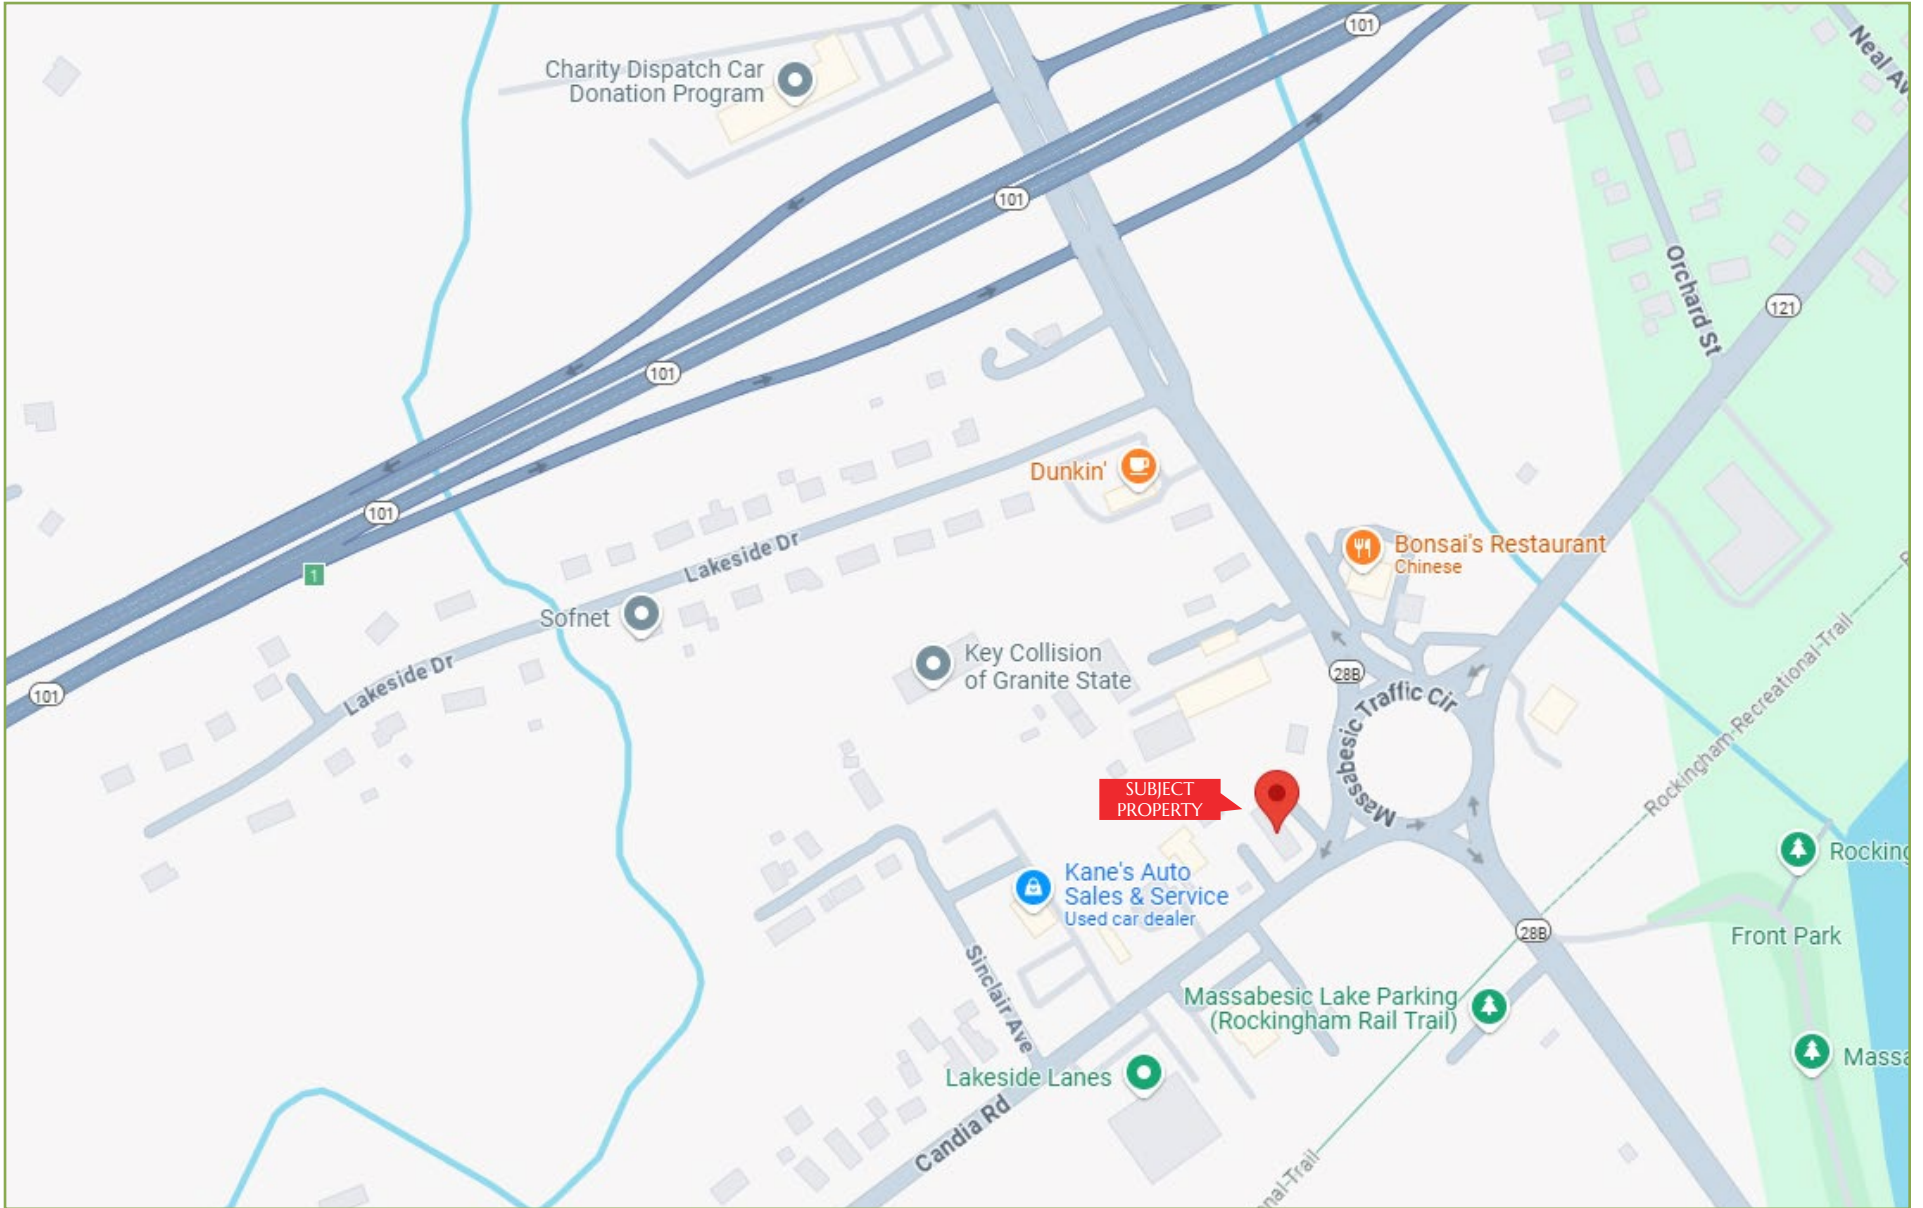 101
Charity Dispatch Car
Donation Program
Neal Av
101
Orchard St
121
101
Dunkin'
101
Lakeside Dr
Bonsai's Restaurant
Chinese
1
Sofnet
Key Collision
of Granite State
28B
Lakeside Dr
101
Massabesic Traffic Cir
Rockingham-Recreational-Trail
SUBJECT
PROPERTY
Rocking
Kane's Auto
Sales & Service
Used car dealer
28B
Front Park
Sinclair Ave
Massabesic Lake Parking
(Rockingham Rail Trail)
Massa
Lakeside Lanes
Candia Rd
nal-Trail